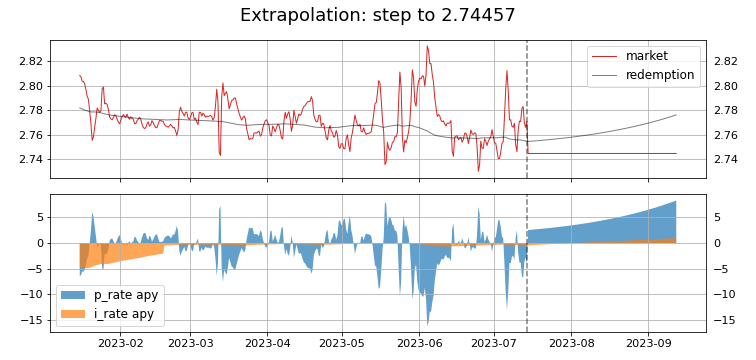 Extrapolation: step to 2.74457
2.82 2.82
2.80 2.80
2.78 2.78
2.76 2.76
2.74 2.74
market
redemption
5 5
0 0
−5 −5
−10 −10
−15 −15
p_rate apy
i_rate apy
2023-02 2023-03 2023-04 2023-05 2023-06 2023-07 2023-08 2023-09